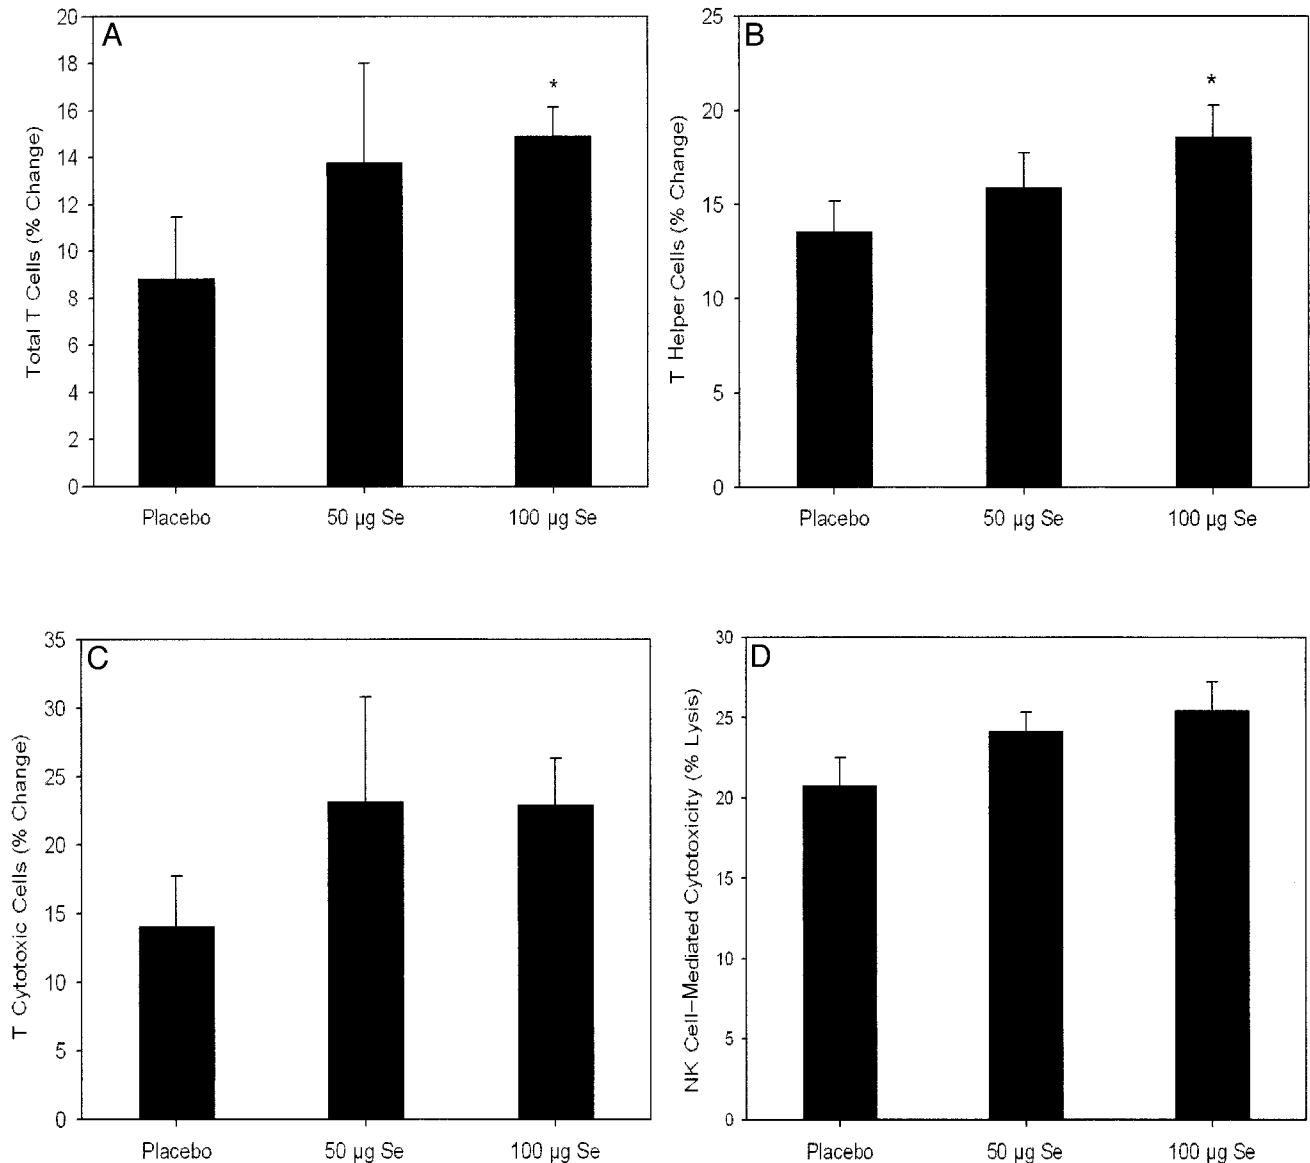 A
Total T Cells (% Change)
20
18
16
14
12
10
8
6
4
2
0
*
Placebo
50 µg Se
100 µg Se
B
T Helper Cells (% Change)
25
20
15
10
5
0
*
Placebo
50 µg Se
100 µg Se
C
T Cytotoxic Cells (% Change)
35
30
25
20
15
10
5
0
Placebo
50 µg Se
100 µg Se
D
NK Cell-Mediated Cytotoxicity (% Lysis)
30
25
20
15
10
5
0
Placebo
50 µg Se
100 µg Se